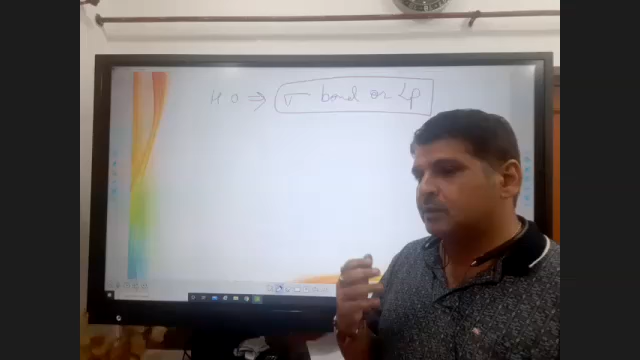 H.O ⇒ σ bond or Lp